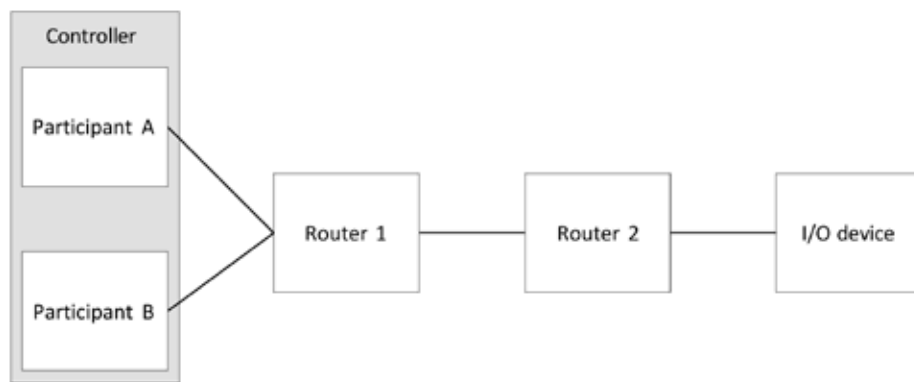 Controller
Participant A
Participant B
Router 1
Router 2
I/O device